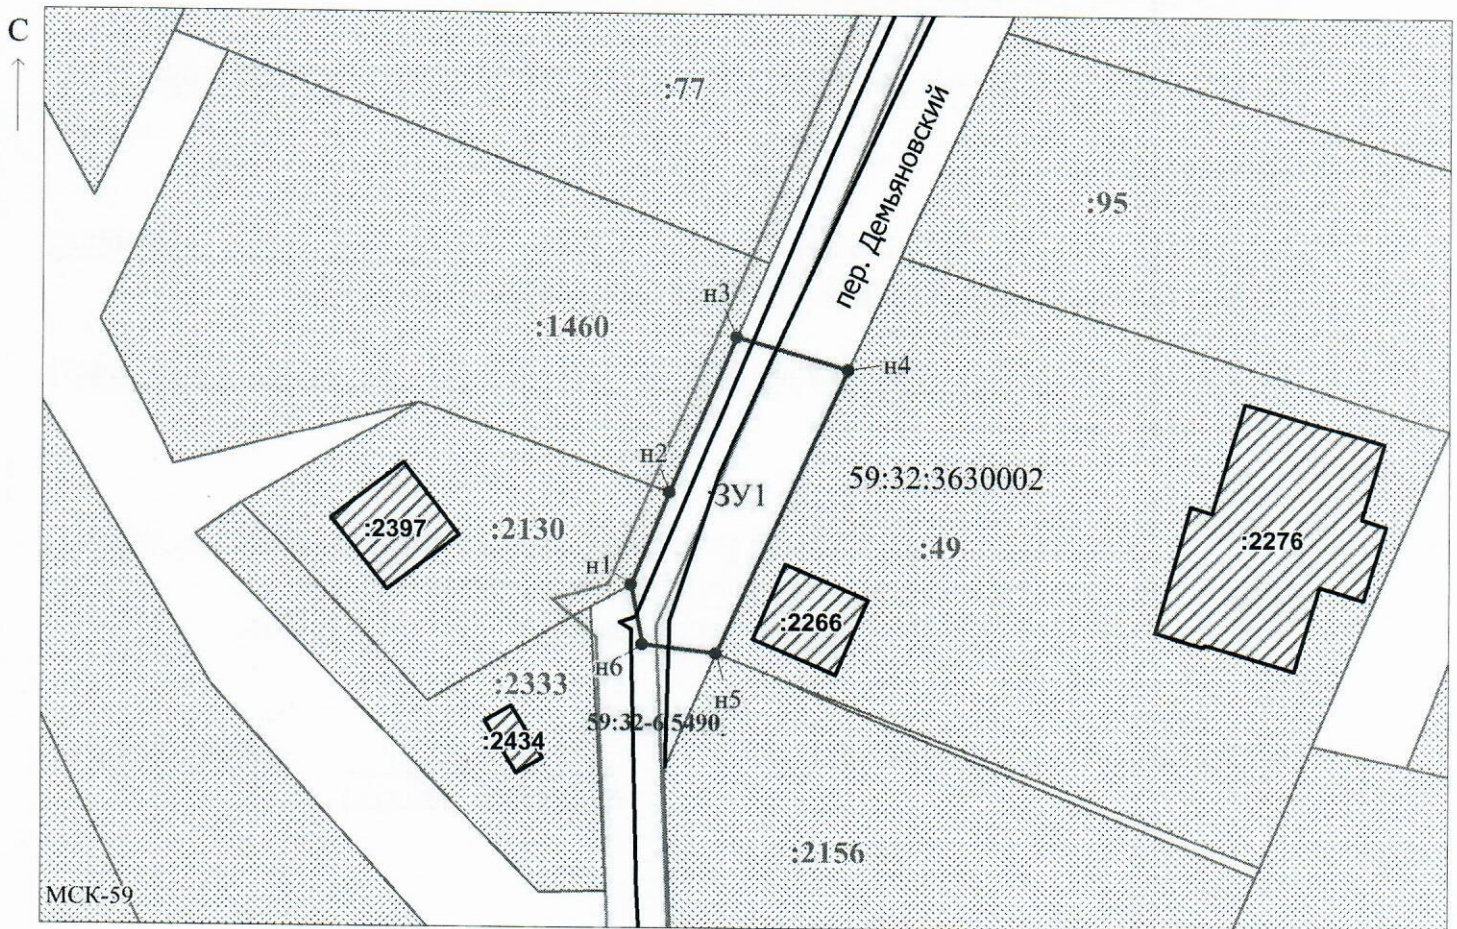 С
:77
пер. Демьяновский
:95
н3
:1460
н4
н2
59:32:3630002
:ЗУ1
:2397
:2130
:49
:2276
н1
:2266
н6
н5
:2333
59:32-6.5490
:2434
:2156
МСК-59